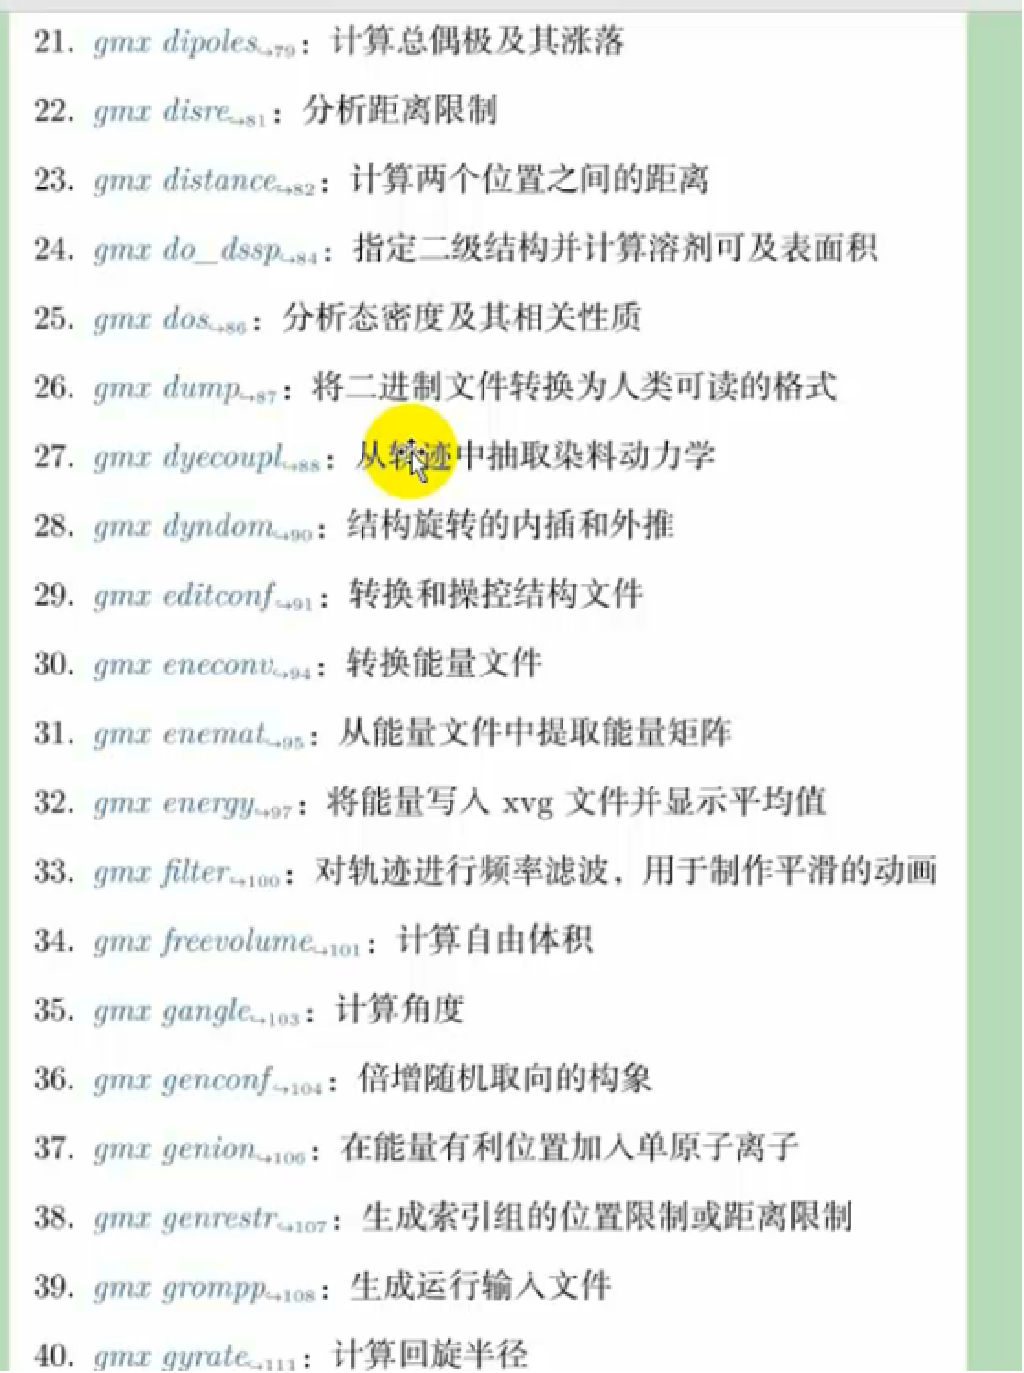 21. gmx dipoles↪79：计算总偶极及其涨落
22. gmx disre↪81：分析距离限制
23. gmx distance↪82：计算两个位置之间的距离
24. gmx do_dssp↪84：指定二级结构并计算溶剂可及表面积
25. gmx dos↪86：分析态密度及其相关性质
26. gmx dump↪87：将二进制文件转换为人类可读的格式
27. gmx dyecoupl↪88：从轨迹中抽取染料动力学
28. gmx dyndom↪90：结构旋转的内插和外推
29. gmx editconf↪91：转换和操控结构文件
30. gmx eneconv↪94：转换能量文件
31. gmx enemat↪95：从能量文件中提取能量矩阵
32. gmx energy↪97：将能量写入 xvg 文件并显示平均值
33. gmx filter↪100：对轨迹进行频率滤波，用于制作平滑的动画
34. gmx freevolume↪101：计算自由体积
35. gmx gangle↪103：计算角度
36. gmx genconf↪104：倍增随机取向的构象
37. gmx genion↪106：在能量有利位置加入单原子离子
38. gmx genrestr↪107：生成索引组的位置限制或距离限制
39. gmx grompp↪108：生成运行输入文件
40. gmx gyrate↪111：计算回旋半径